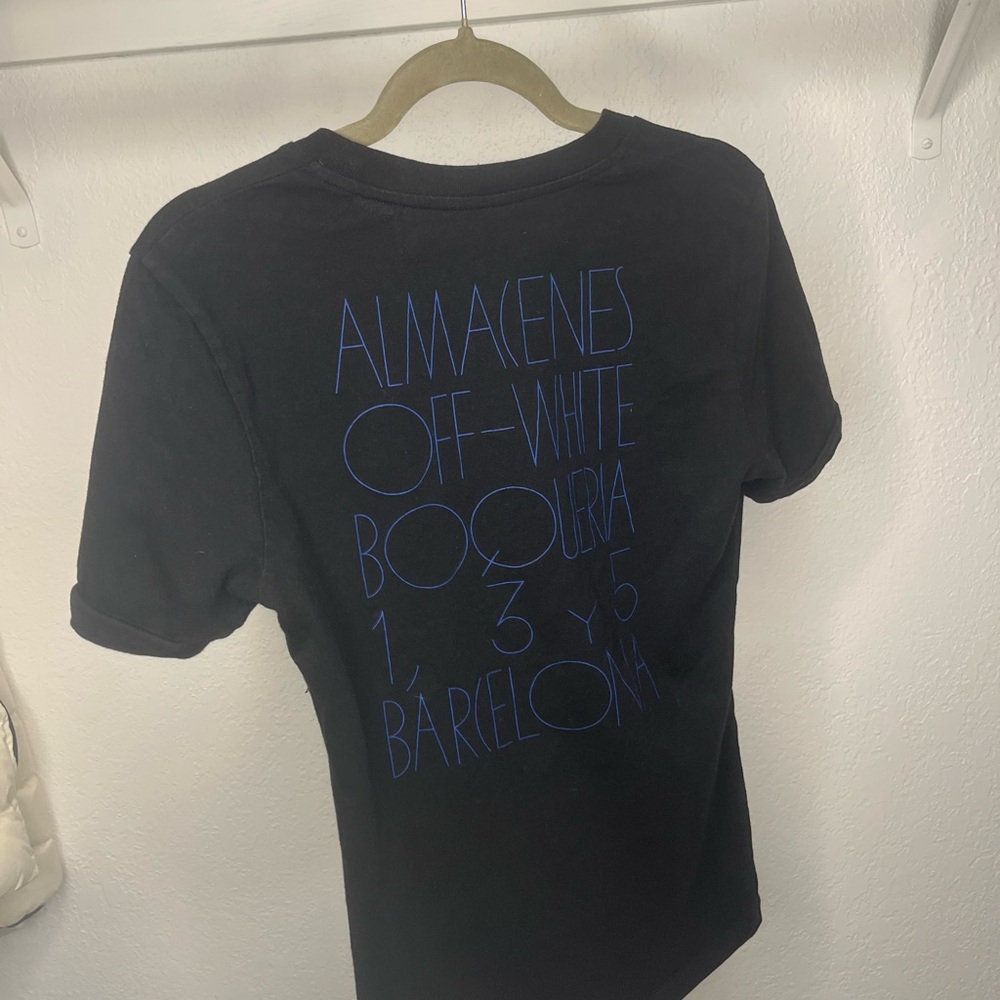 ALMACENES
OFF-WHITE
BOQUERIA
1, 3 Y 5
BARCELONA